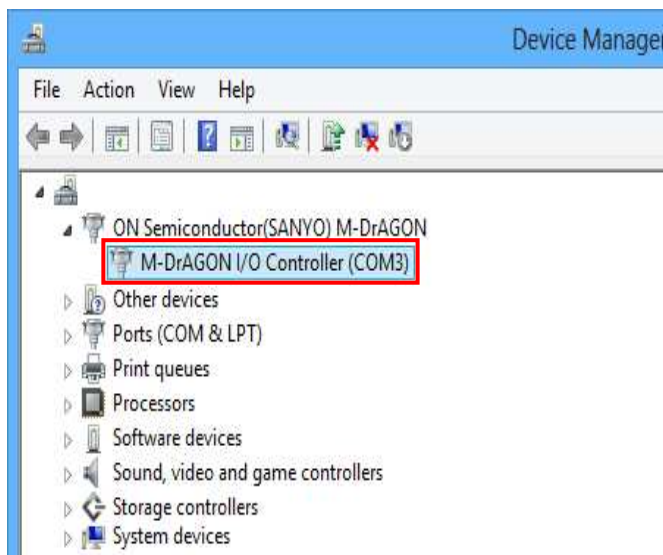 Device Manager
File Action View Help
ON Semiconductor(SANYO) M-DrAGON
M-DrAGON I/O Controller (COM3)
Other devices
Ports (COM & LPT)
Print queues
Processors
Software devices
Sound, video and game controllers
Storage controllers
System devices